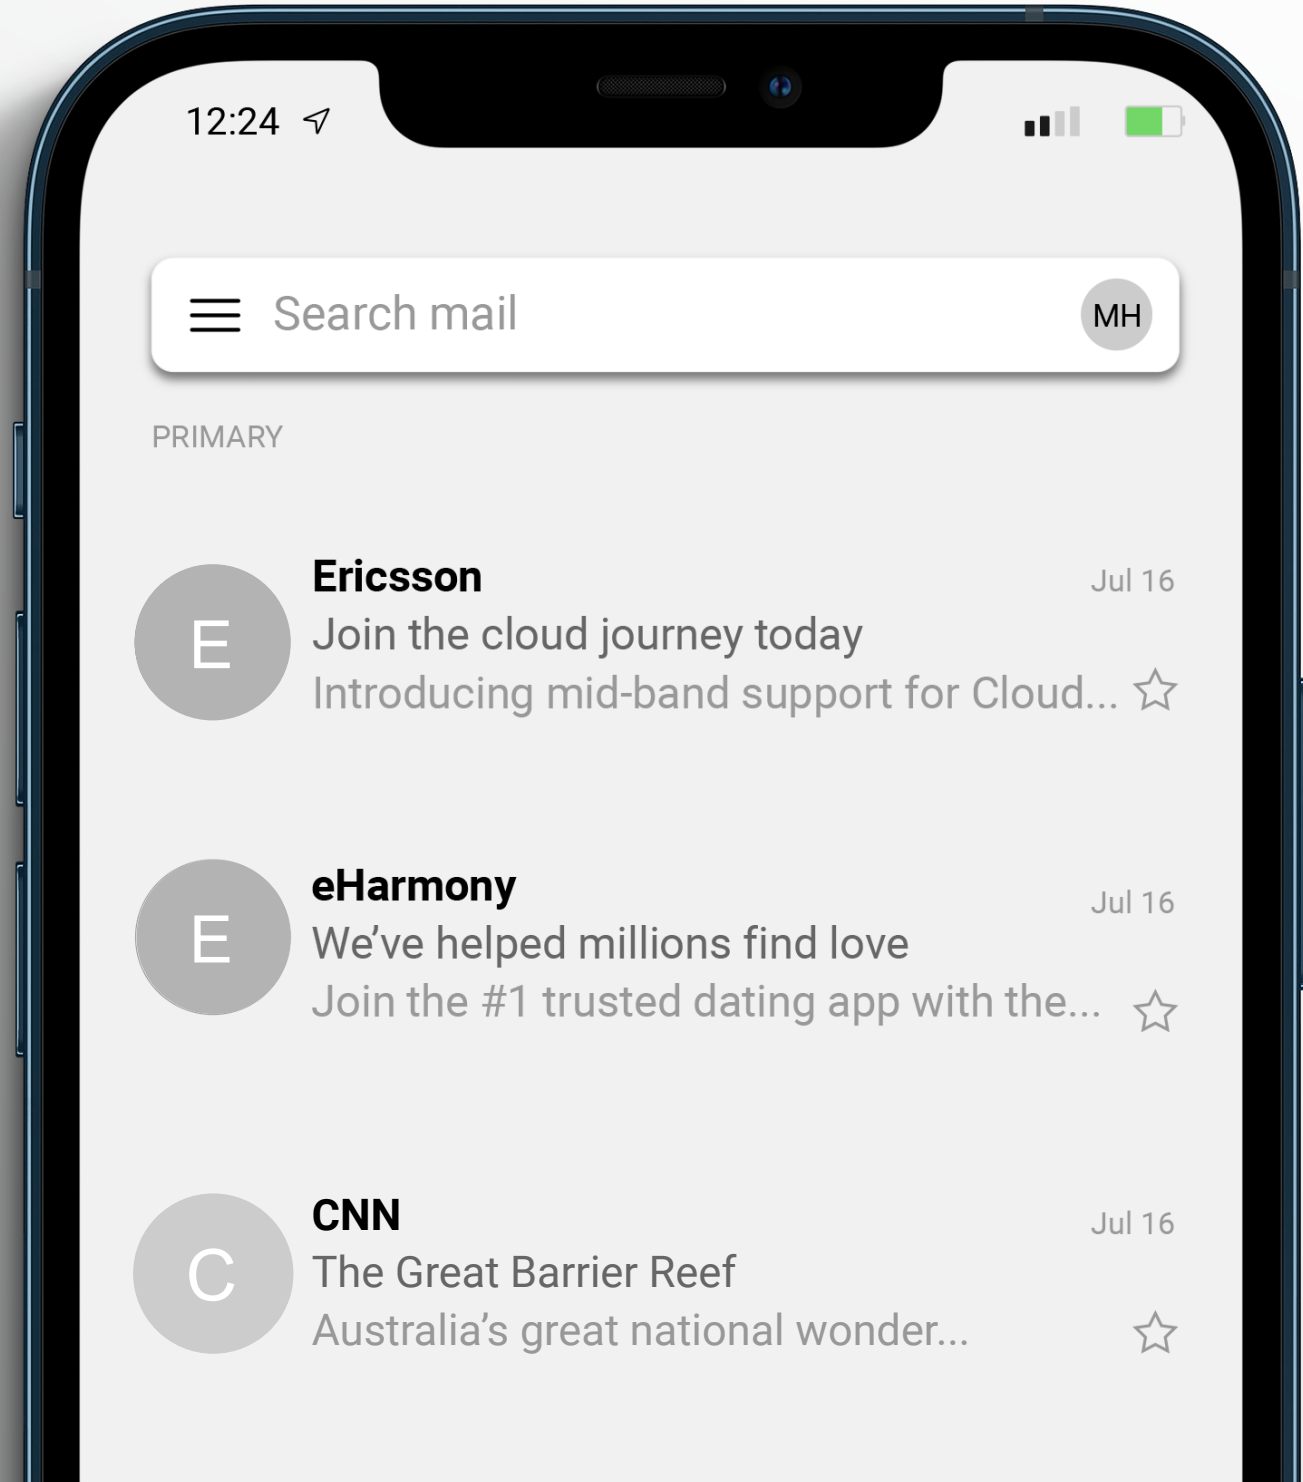 12:24
Search mail
MH
PRIMARY
E
Ericsson
Jul 16
Join the cloud journey today
Introducing mid-band support for Cloud...
E
eHarmony
Jul 16
We’ve helped millions find love
Join the #1 trusted dating app with the...
C
CNN
Jul 16
The Great Barrier Reef
Australia’s great national wonder...